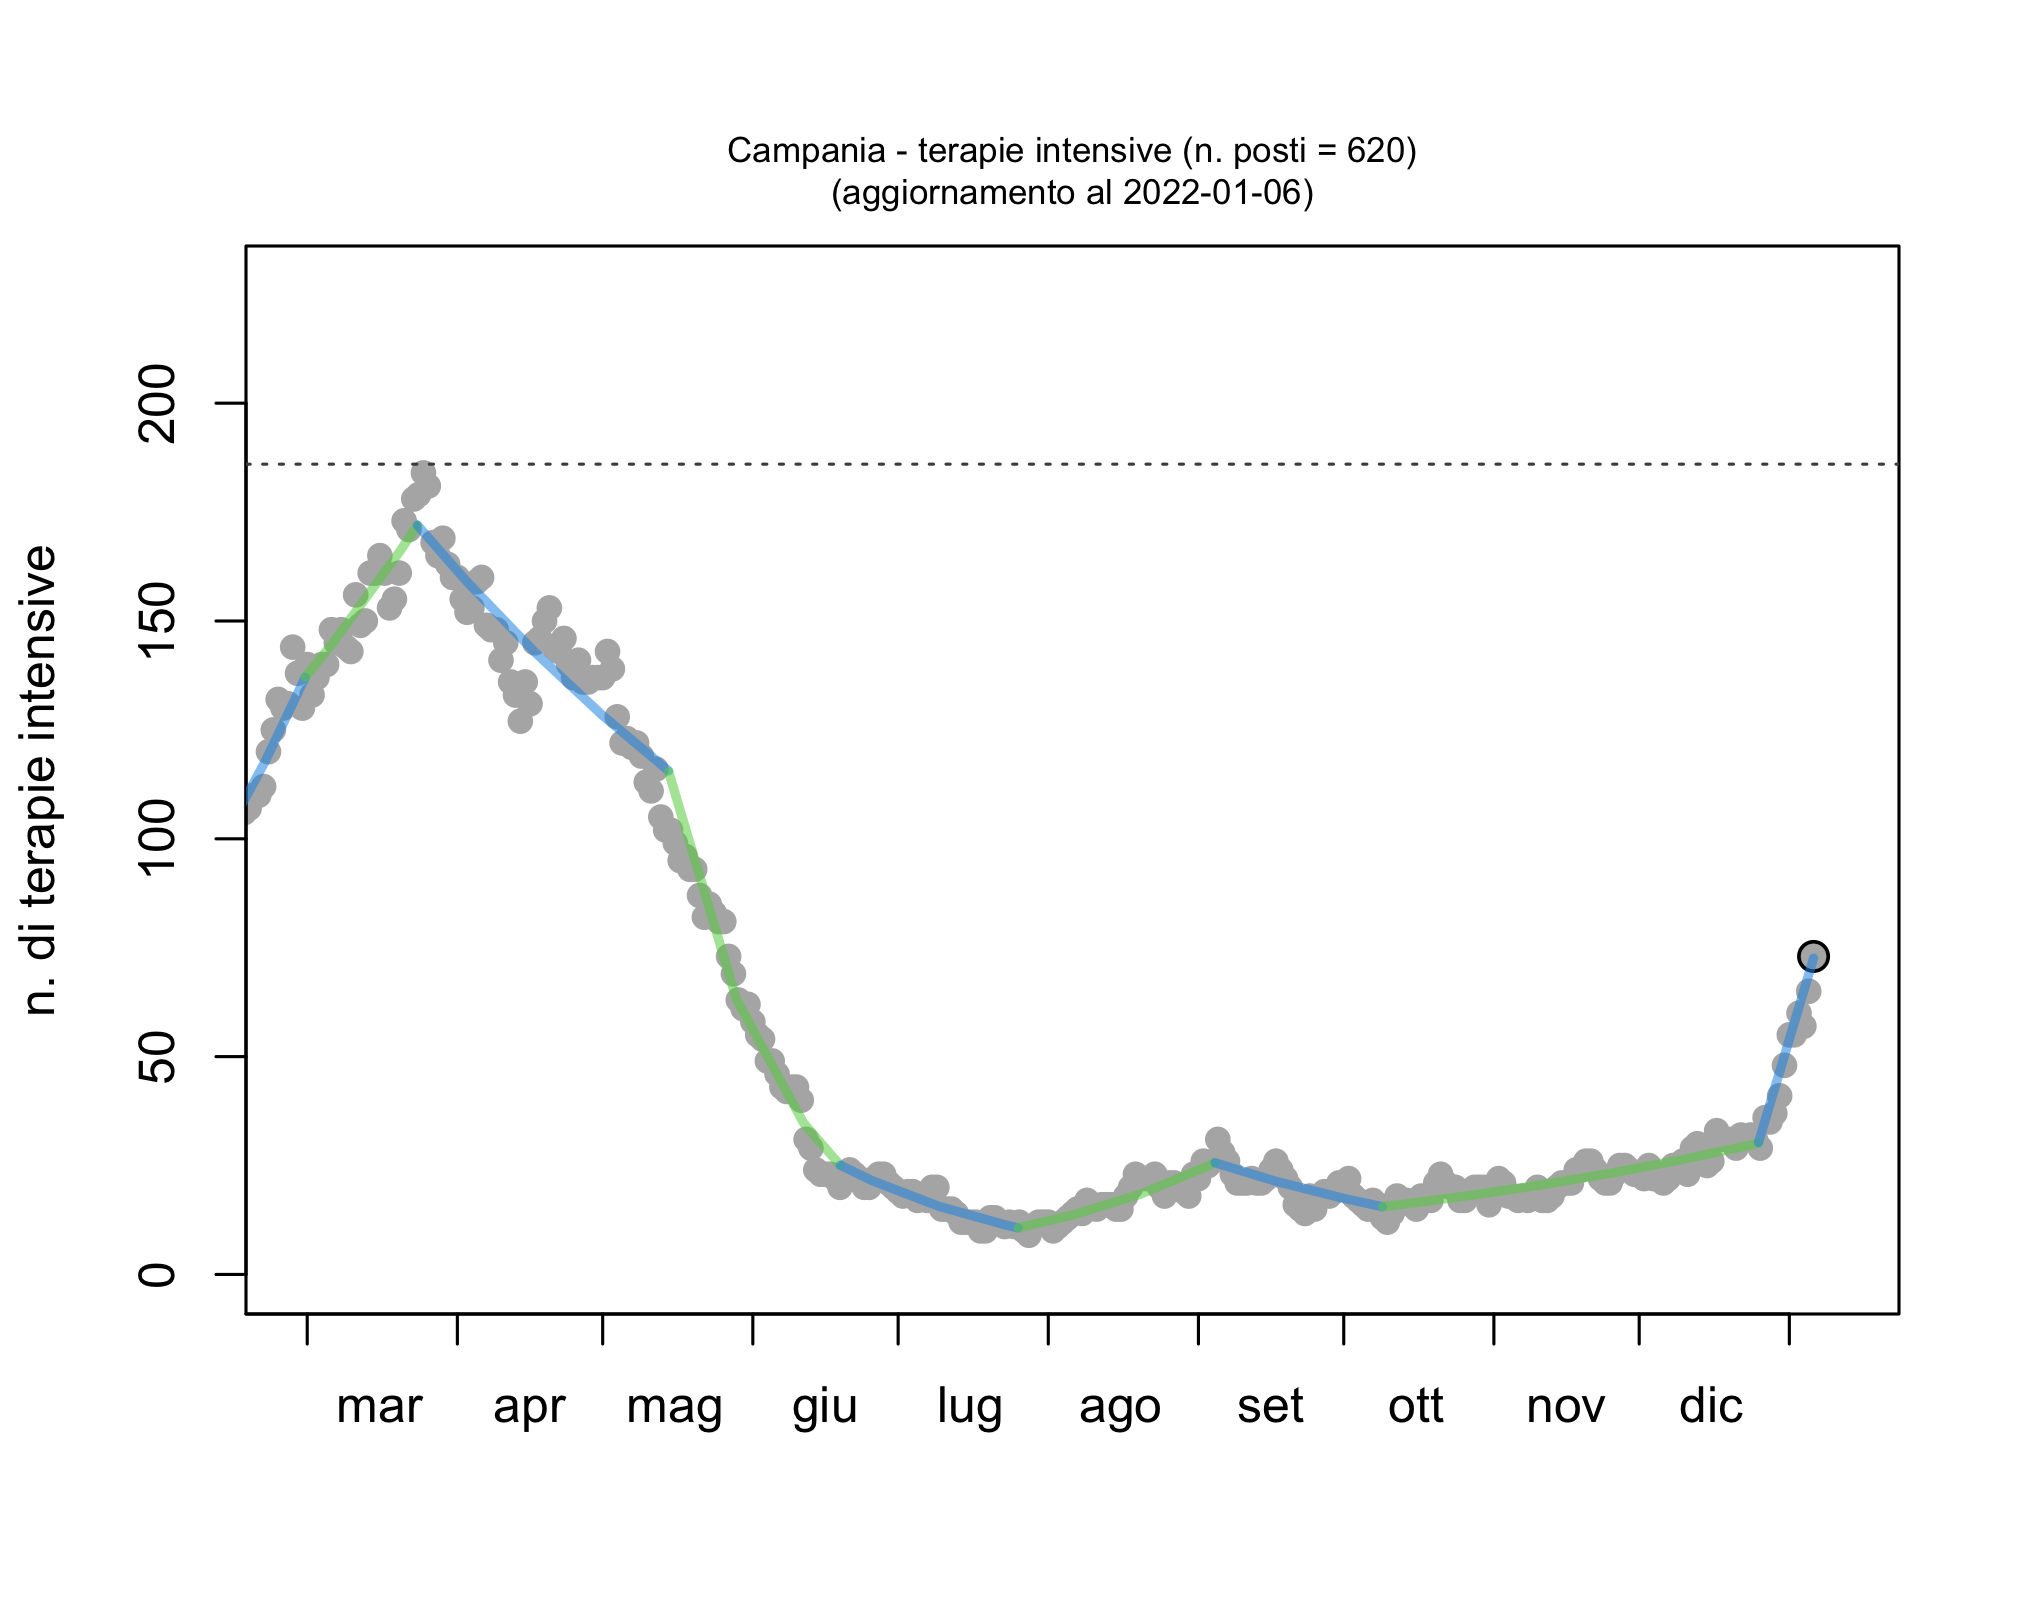 Campania - terapie intensive (n. posti = 620)
(aggiornamento al 2022-01-06)
n. di terapie intensive
200
150
100
50
0
mar apr mag giu lug ago set ott nov dic